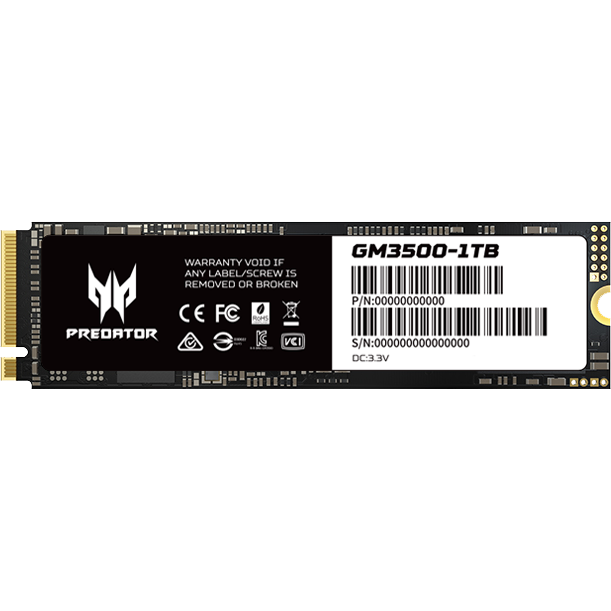 PREDATOR
WARRANTY VOID IF
ANY LABEL/SCREW IS
REMOVED OR BROKEN
CE FC RoHS
VCI
GM3500-1TB
P/N:00000000000
S/N:000000000000000
DC:3.3V